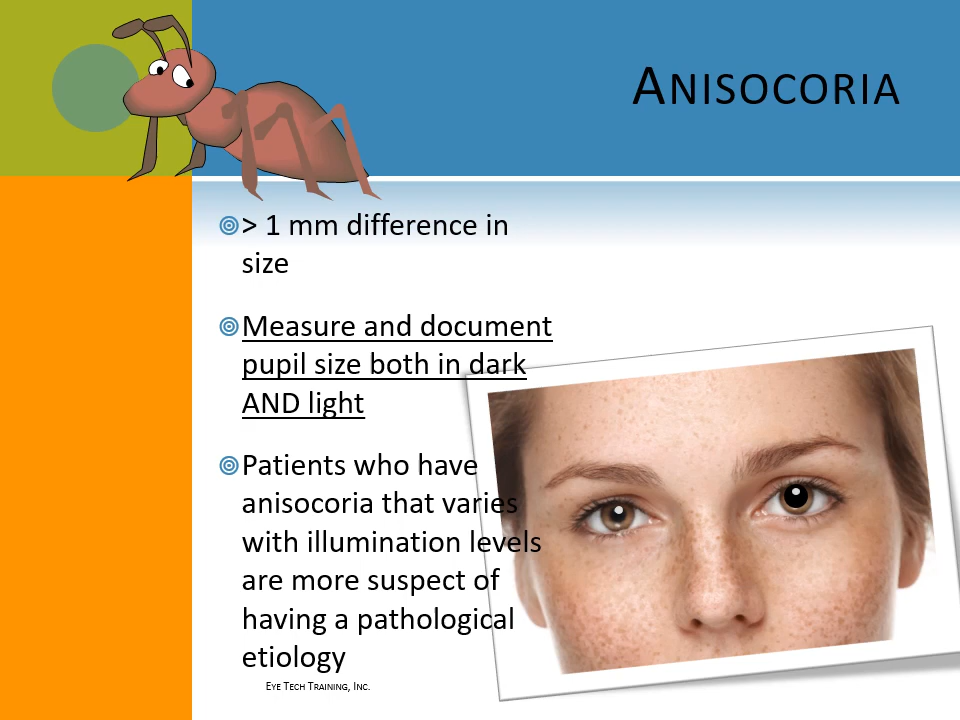 ANISOCORIA
> 1 mm difference in
size
Measure and document
pupil size both in dark
AND light
Patients who have
anisocoria that varies
with illumination levels
are more suspect of
having a pathological
etiology
EYE TECH TRAINING, INC.